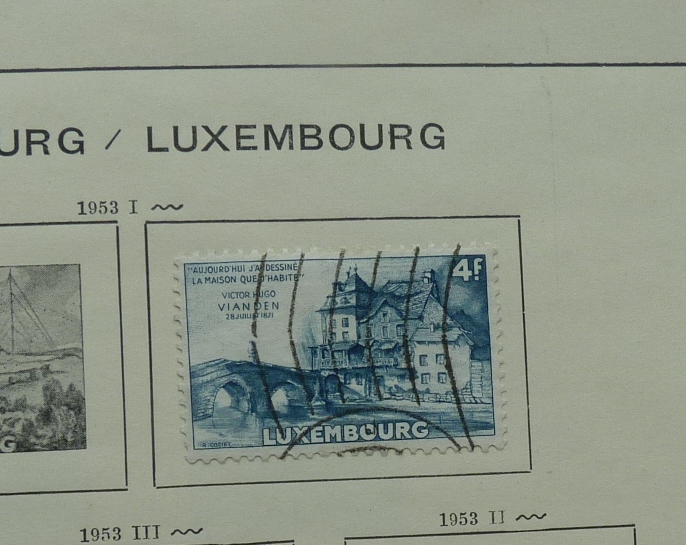 URG / LUXEMBOURG
1953 I
"AUJOURD'HUI J'AI DESSINÉ
LA MAISON QUE J'HABITE"
VICTOR HUGO
VIANDEN
28 JUILLET 1871
4F
G
LUXEMBOURG
1953 III
1953 II